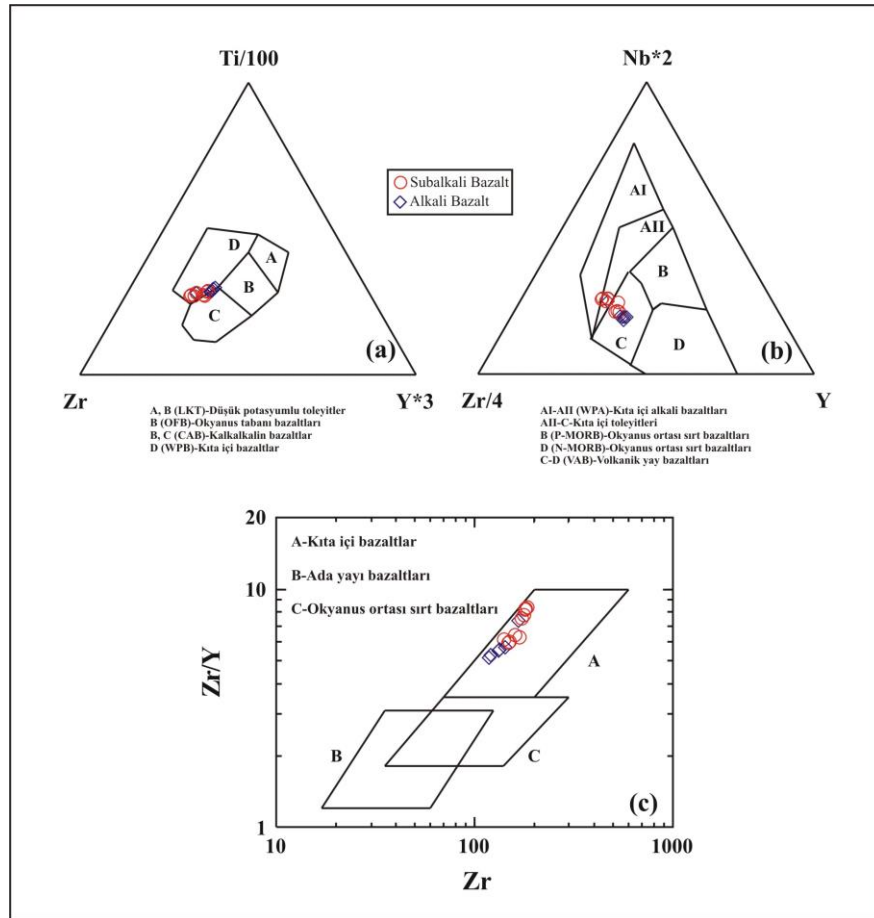 Ti/100
Nb*2
Subalkali Bazalt
Alkali Bazalt
D
A
B
C
(a)
AI
AII
B
C
D
(b)
Zr
Y*3
Zr/4
Y
A, B (LKT)-Düşük potasyumlu toleyitler
B (OFB)-Okyanus tabanı bazaltları
B, C (CAB)-Kalkalkalin bazaltlar
D (WPB)-Kıta içi bazaltlar
AI-AII (WPA)-Kıta içi alkali bazaltları
AII-C-Kıta içi toleyitleri
B (P-MORB)-Okyanus ortası sırt bazaltları
D (N-MORB)-Okyanus ortası sırt bazaltları
C-D (VAB)-Volkanik yay bazaltları
20
A-Kıta içi bazaltlar
B-Ada yayı bazaltları
10
C-Okyanus ortası sırt bazaltları
Zr/Y
A
B
C
(c)
1
10
100
1000
Zr